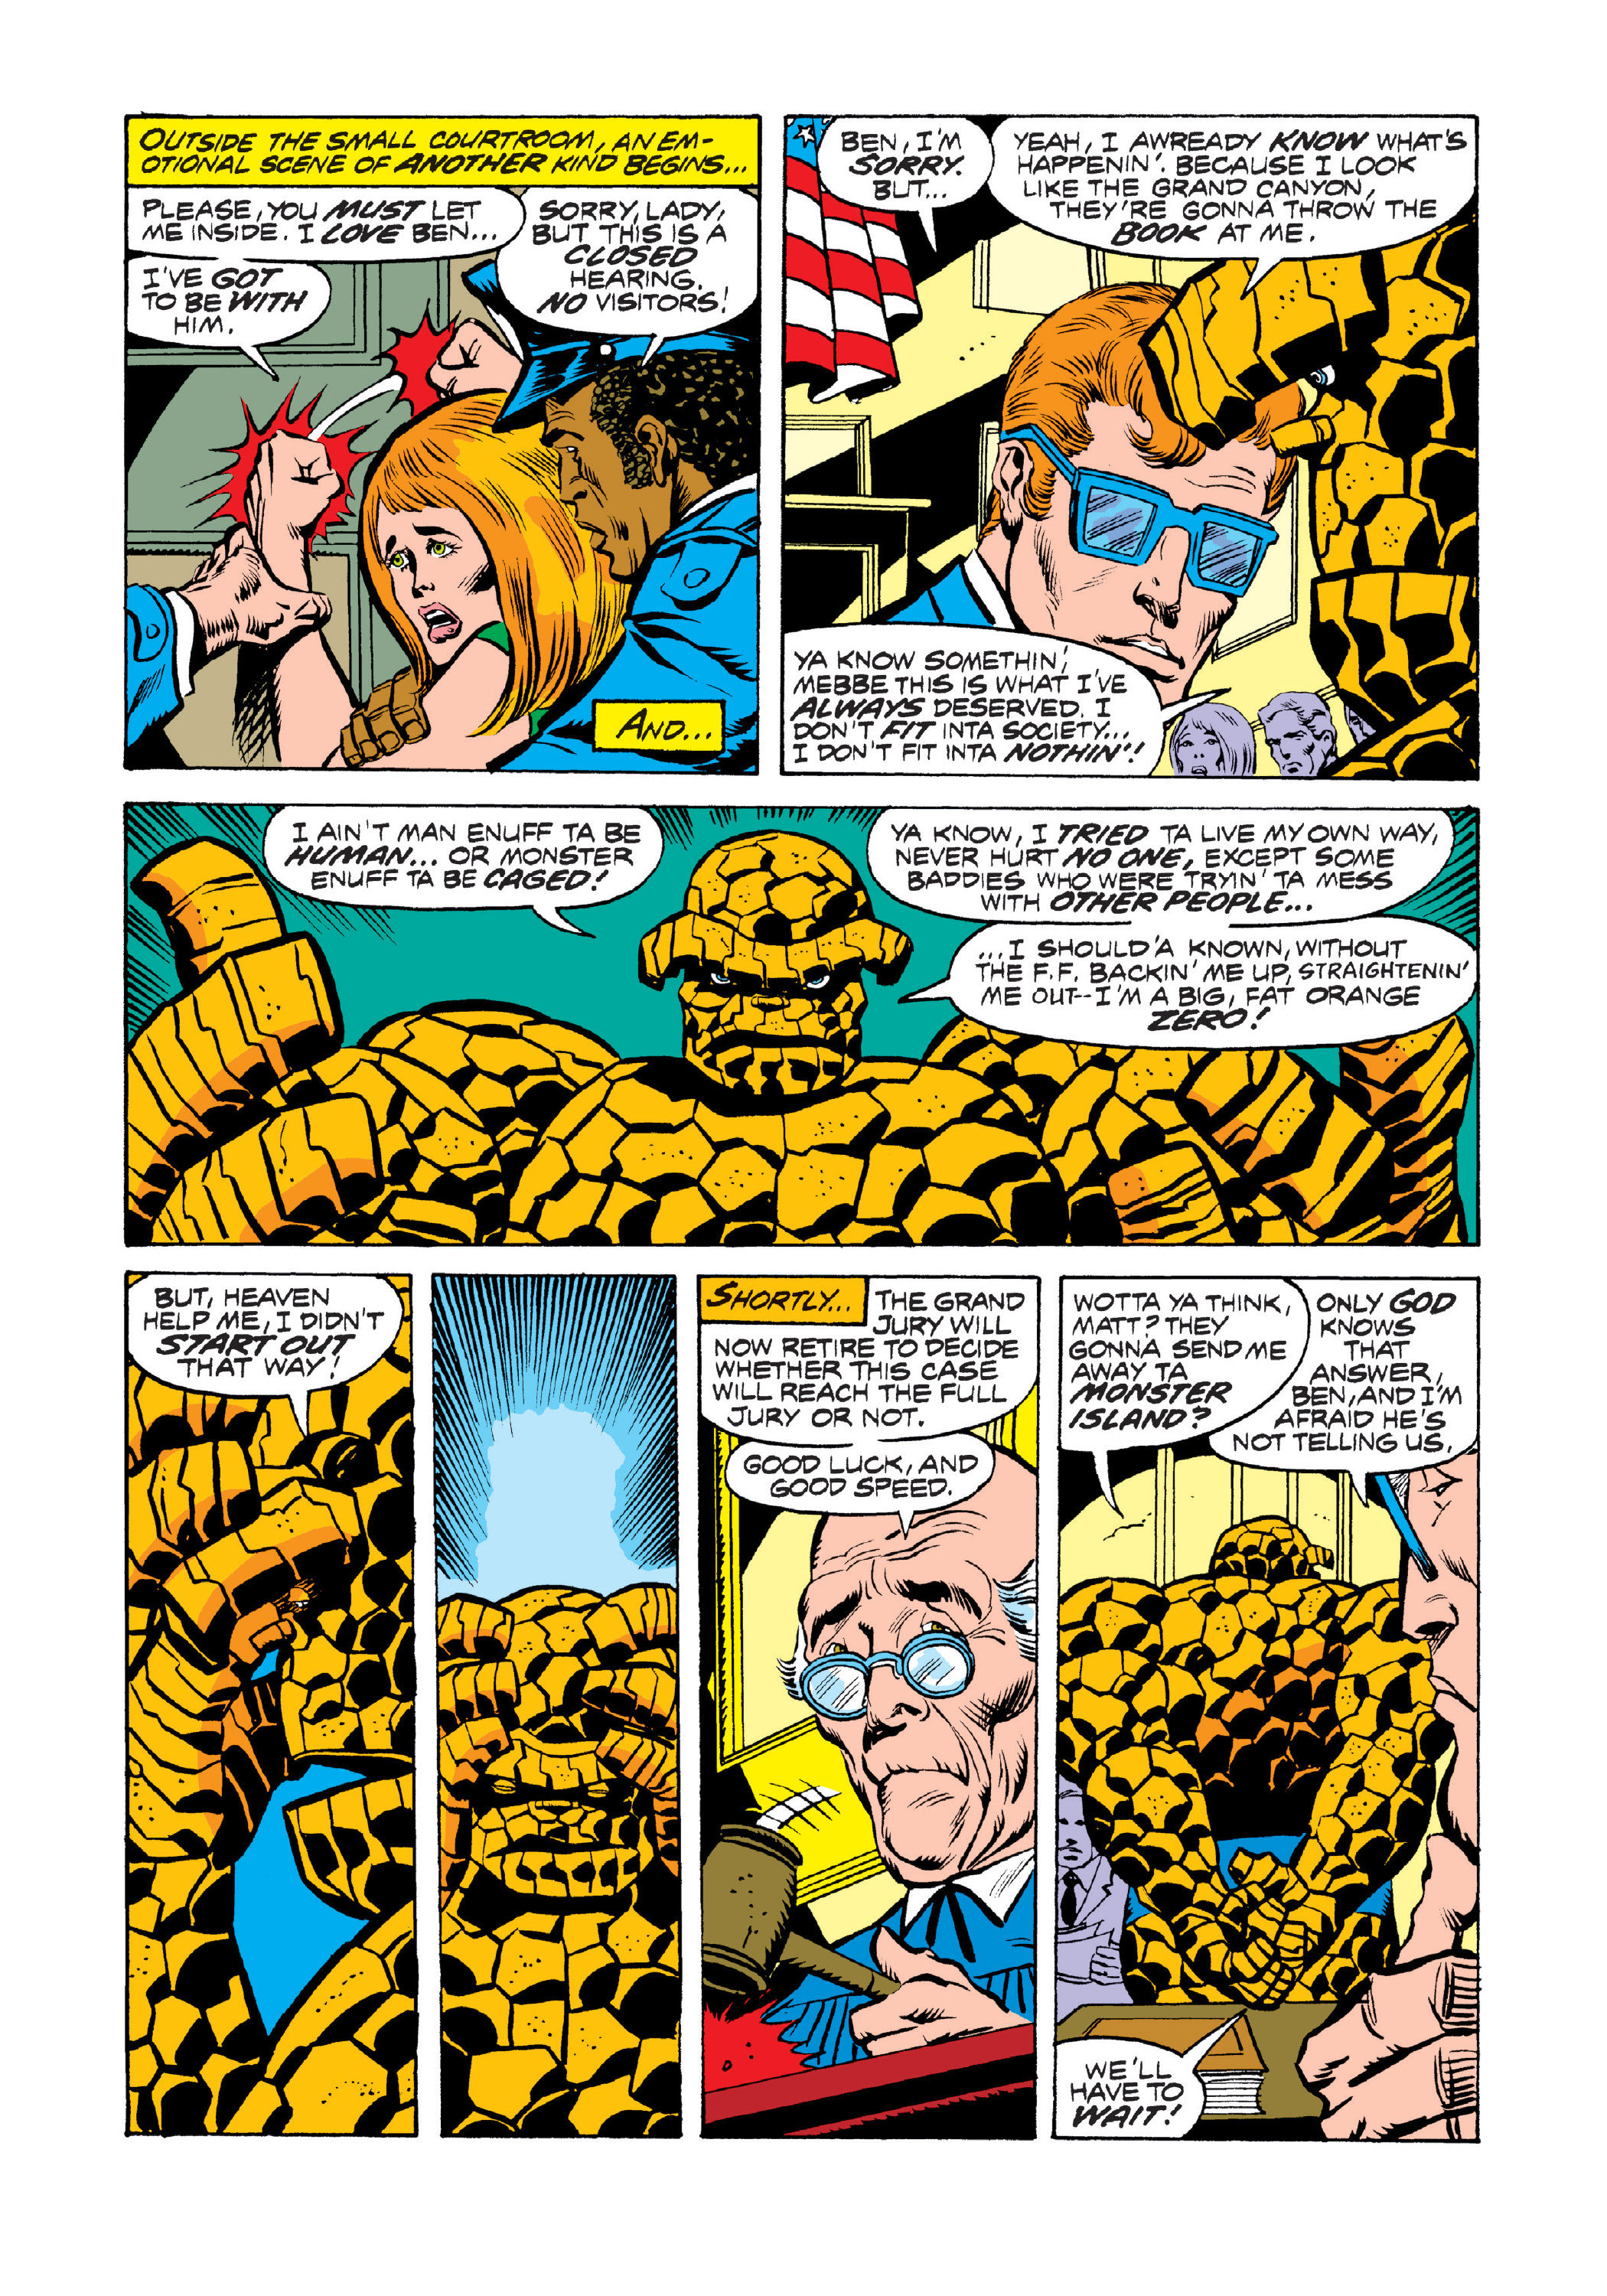 OUTSIDE THE SMALL COURTROOM, AN EM-
OTIONAL SCENE OF ANOTHER KIND BEGINS...
PLEASE, YOU MUST LET
ME INSIDE. I LOVE BEN...
I'VE GOT
TO BE WITH
HIM.
SORRY, LADY,
BUT THIS IS A
CLOSED
HEARING.
NO VISITORS!
AND...
BEN, I'M
SORRY.
BUT...
YEAH, I AWREADY KNOW WHAT'S
HAPPENIN'. BECAUSE I LOOK
LIKE THE GRAND CANYON,
THEY'RE GONNA THROW THE
BOOK AT ME.
YA KNOW SOMETHIN',
MEBBE THIS IS WHAT I'VE
ALWAYS DESERVED. I
DON'T FIT INTA SOCIETY...
I DON'T FIT INTA NOTHIN'!
I AIN'T MAN ENUFF TA BE
HUMAN... OR MONSTER
ENUFF TA BE CAGED!
YA KNOW, I TRIED TA LIVE MY OWN WAY,
NEVER HURT NO ONE, EXCEPT SOME
BADDIES WHO WERE TRYIN' TA MESS
WITH OTHER PEOPLE...
...I SHOULD'A KNOWN, WITHOUT
THE F.F. BACKIN' ME UP, STRAIGHTENIN'
ME OUT--I'M A BIG, FAT ORANGE
ZERO!
BUT, HEAVEN
HELP ME, I DIDN'T
START OUT
THAT WAY!
SHORTLY...
THE GRAND
JURY WILL
NOW RETIRE TO DECIDE
WHETHER THIS CASE
WILL REACH THE FULL
JURY OR NOT.
GOOD LUCK, AND
GOOD SPEED.
WOTTA YA THINK,
MATT? THEY
GONNA SEND ME
AWAY TA
MONSTER
ISLAND?
ONLY GOD
KNOWS
THAT
ANSWER,
BEN, AND I'M
AFRAID HE'S
NOT TELLING US.
WE'LL
HAVE TO
WAIT!